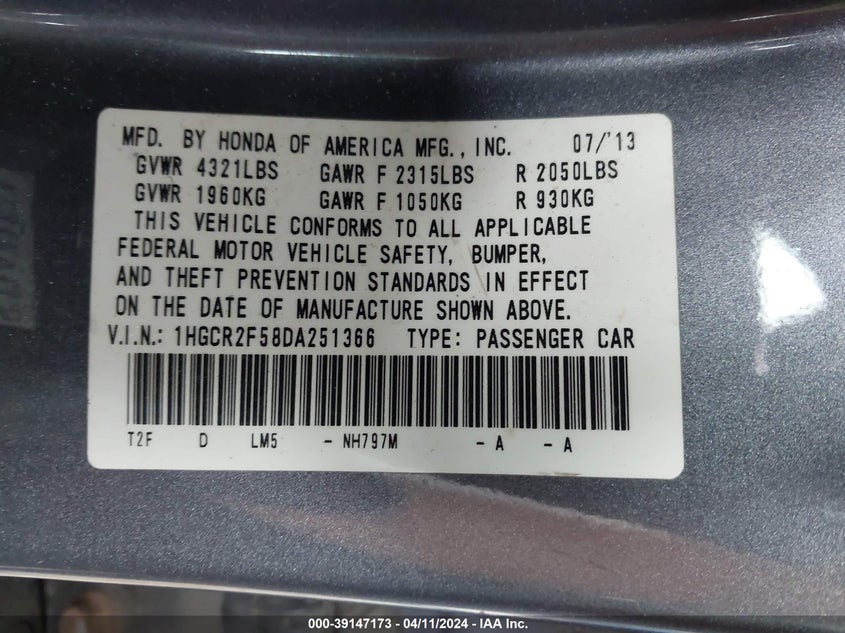 MFD. BY HONDA OF AMERICA MFG., INC. 07/'13
GVWR 4321LBS GAWR F 2315LBS R 2050LBS
GVWR 1960KG GAWR F 1050KG R 930KG
THIS VEHICLE CONFORMS TO ALL APPLICABLE
FEDERAL MOTOR VEHICLE SAFETY, BUMPER,
AND THEFT PREVENTION STANDARDS IN EFFECT
ON THE DATE OF MANUFACTURE SHOWN ABOVE.
V.I.N.: 1HGCR2F58DA251366 TYPE: PASSENGER CAR
T2F D LM5 - NH797M - A - A
000-39147173 - 04/11/2024 - IAA Inc.